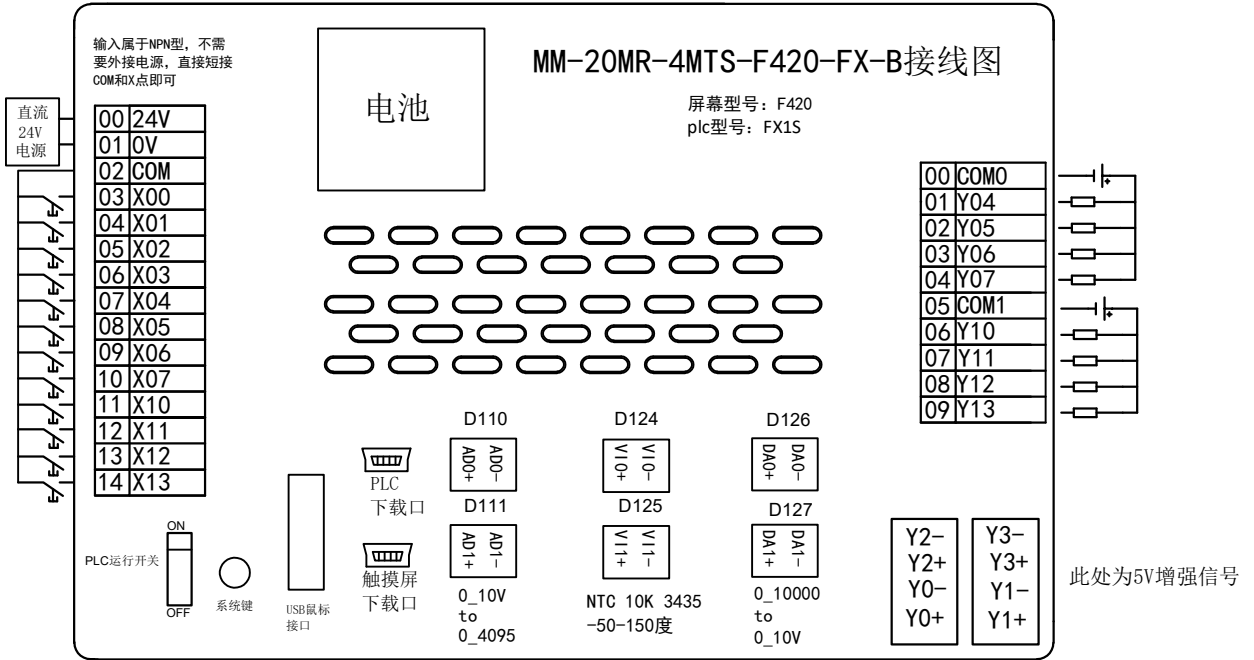 MM-20MR-4MTS-F420-FX-B接线图
屏幕型号：F420
plc型号：FX1S
输入属于NPN型，不需
要外接电源，直接短接
COM和X点即可
电池
直流
24V
电源
00 24V
01 0V
02 COM
03 X00
04 X01
05 X02
06 X03
07 X04
08 X05
09 X06
10 X07
11 X10
12 X11
13 X12
14 X13
00 COM0
01 Y04
02 Y05
03 Y06
04 Y07
05 COM1
06 Y10
07 Y11
08 Y12
09 Y13
PLC运行开关
ON
OFF
系统键
USB鼠标
接口
PLC
下载口
触摸屏
下载口
D110
AD0+
AD0-
D111
AD1+
AD1-
0_10V
to
0_4095
D124
VI0+
VI0-
D125
VI1+
VI1-
NTC 10K 3435
-50-150度
D126
DA0+
DA0-
D127
DA1+
DA1-
0_10000
to
0_10V
Y2-
Y2+
Y0-
Y0+
Y3-
Y3+
Y1-
Y1+
此处为5V增强信号